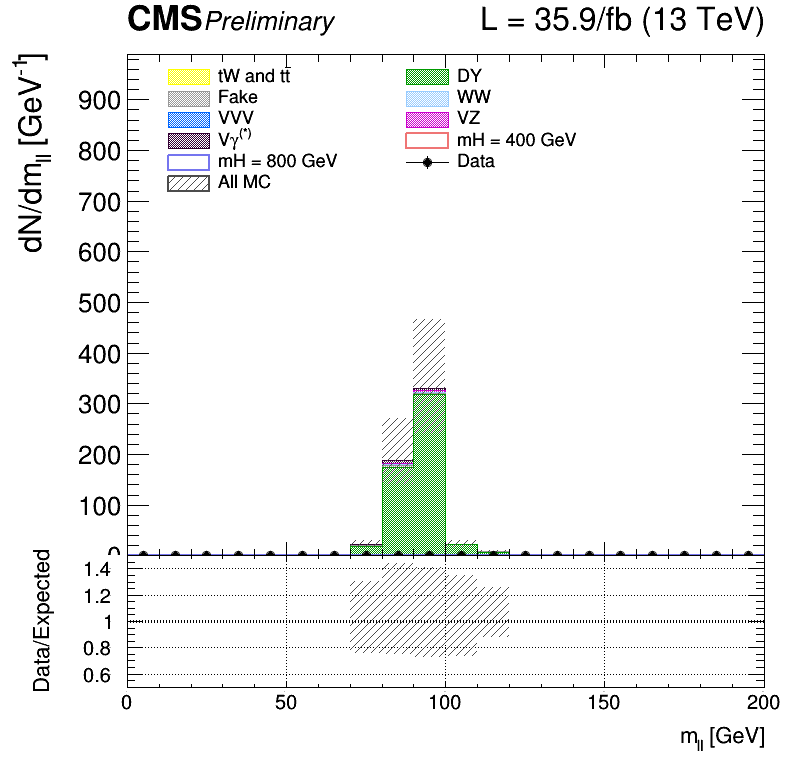 CMS Preliminary L = 35.9/fb (13 TeV)
dN/dm_ll [GeV^-1]
tW and tt̄ DY
Fake WW
VVV VZ
Vγ^(*) mH = 400 GeV
mH = 800 GeV Data
All MC
900
800
700
600
500
400
300
200
100
0
Data/Expected
1.4
1.2
1
0.8
0.6
0 50 100 150 200
m_ll [GeV]